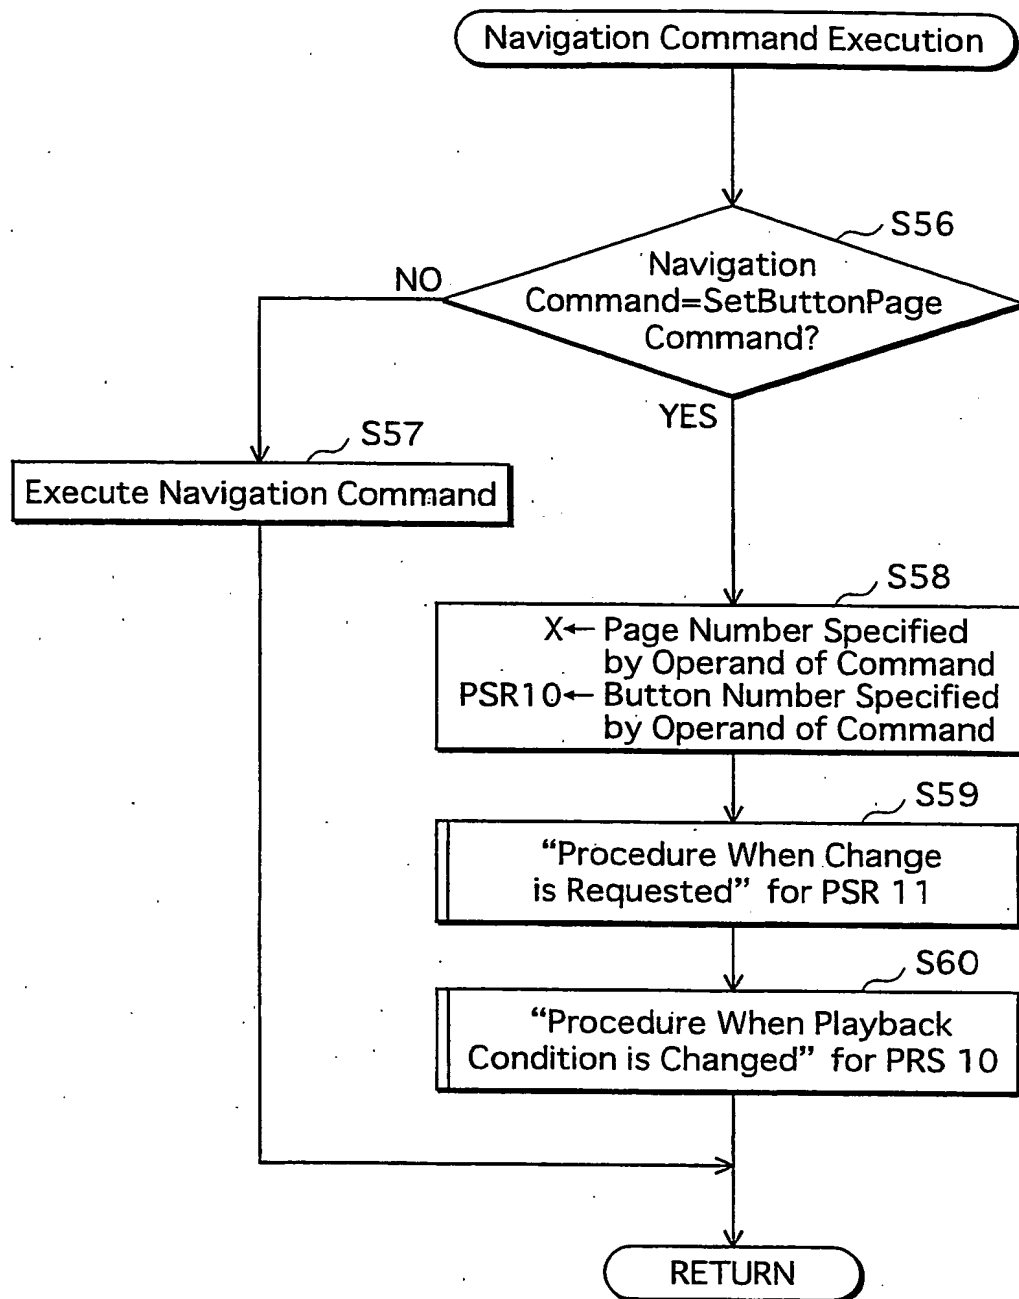 Navigation Command Execution
S56
Navigation
Command=SetButtonPage
Command?
NO
YES
S57
Execute Navigation Command
S58
X← Page Number Specified
by Operand of Command
PSR10← Button Number Specified
by Operand of Command
S59
“Procedure When Change
is Requested” for PSR 11
S60
“Procedure When Playback
Condition is Changed” for PRS 10
RETURN